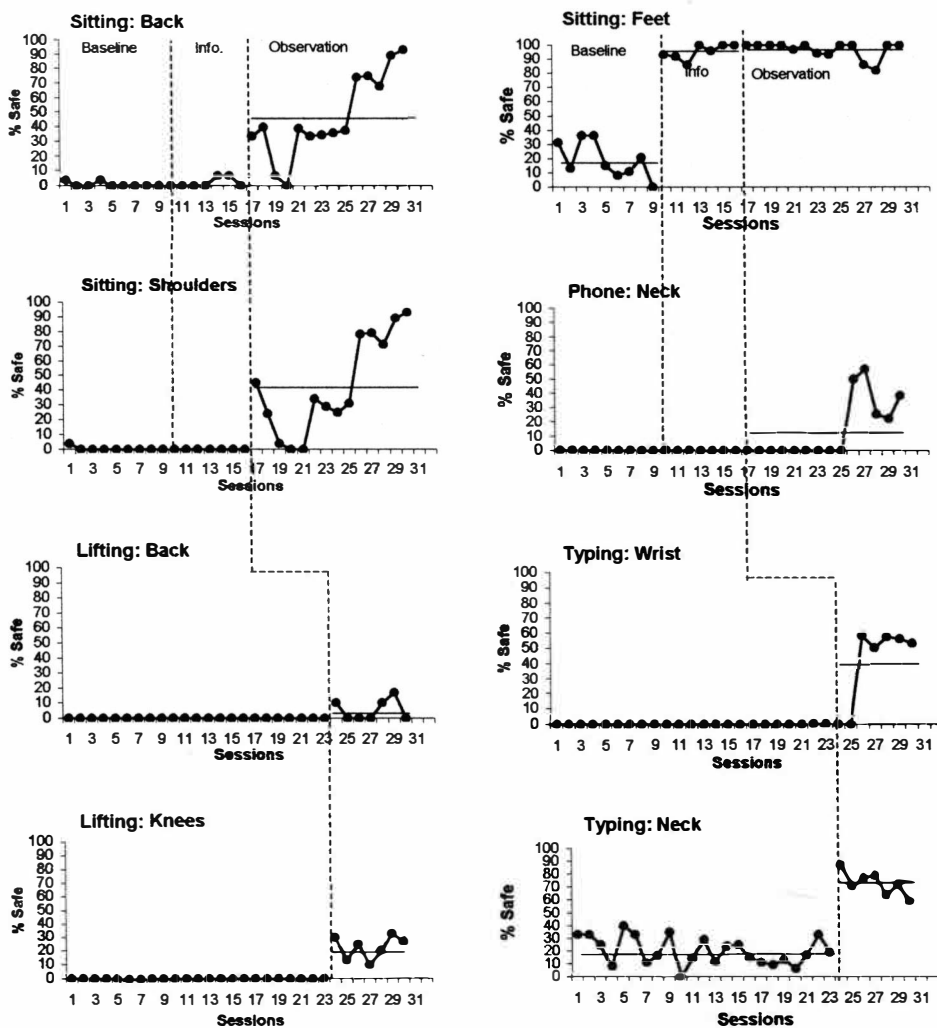 Sitting: Back
Baseline Info. Observation
% Safe
100
90
80
70
60
50
40
30
20
10
0
1 3 5 7 9 11 13 15 17 19 21 23 25 27 29 31
Sessions
Sitting: Feet
Baseline Info Observation
% Safe
100
90
80
70
60
50
40
30
20
10
0
1 3 5 7 9 11 13 15 17 19 21 23 25 27 29 31
Sessions
Sitting: Shoulders
% Safe
100
90
80
70
60
50
40
30
20
10
0
1 3 5 7 9 11 13 15 17 19 21 23 25 27 29 31
Sessions
Phone: Neck
% Safe
100
90
80
70
60
50
40
30
20
10
0
1 3 5 7 9 11 13 15 17 19 21 23 25 27 29 31
Sessions
Lifting: Back
% Safe
100
90
80
70
60
50
40
30
20
10
0
1 3 5 7 9 11 13 15 17 19 21 23 25 27 29 31
Sessions
Typing: Wrist
% Safe
100
90
80
70
60
50
40
30
20
10
0
1 3 5 7 9 11 13 15 17 19 21 23 25 27 29 31
Sessions
Lifting: Knees
% Safe
100
90
80
70
60
50
40
30
20
10
0
1 3 5 7 9 11 13 15 17 19 21 23 25 27 29 31
Sessions
Typing: Neck
% Safe
100
90
80
70
60
50
40
30
20
10
0
1 3 5 7 9 11 13 15 17 19 21 23 25 27 29 31
Sessions